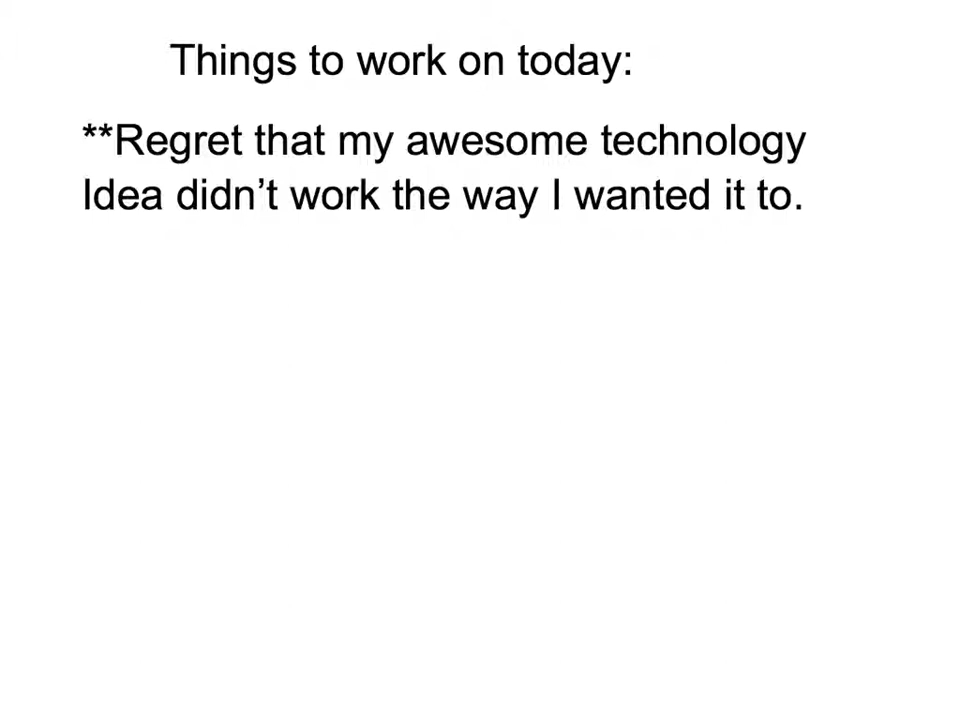 Things to work on today:
**Regret that my awesome technology
Idea didn’t work the way I wanted it to.